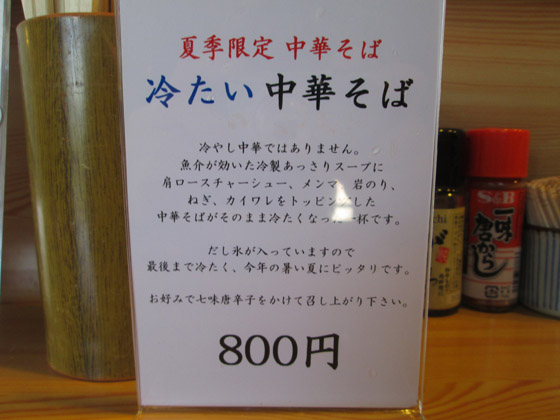 夏季限定 中華そば
冷たい中華そば
冷やし中華ではありません。
魚介が効いた冷製あっさりスープに
肩ロースチャーシュー、メンマ、岩のり、
ねぎ、カイワレをトッピングした
中華そばがそのまま冷たくなった一杯です。
だし氷が入っていますので
最後まで冷たく、今年の暑い夏にピッタリです。
お好みで七味唐辛子をかけて召し上がり下さい。
800円
S&B
一味
唐からし